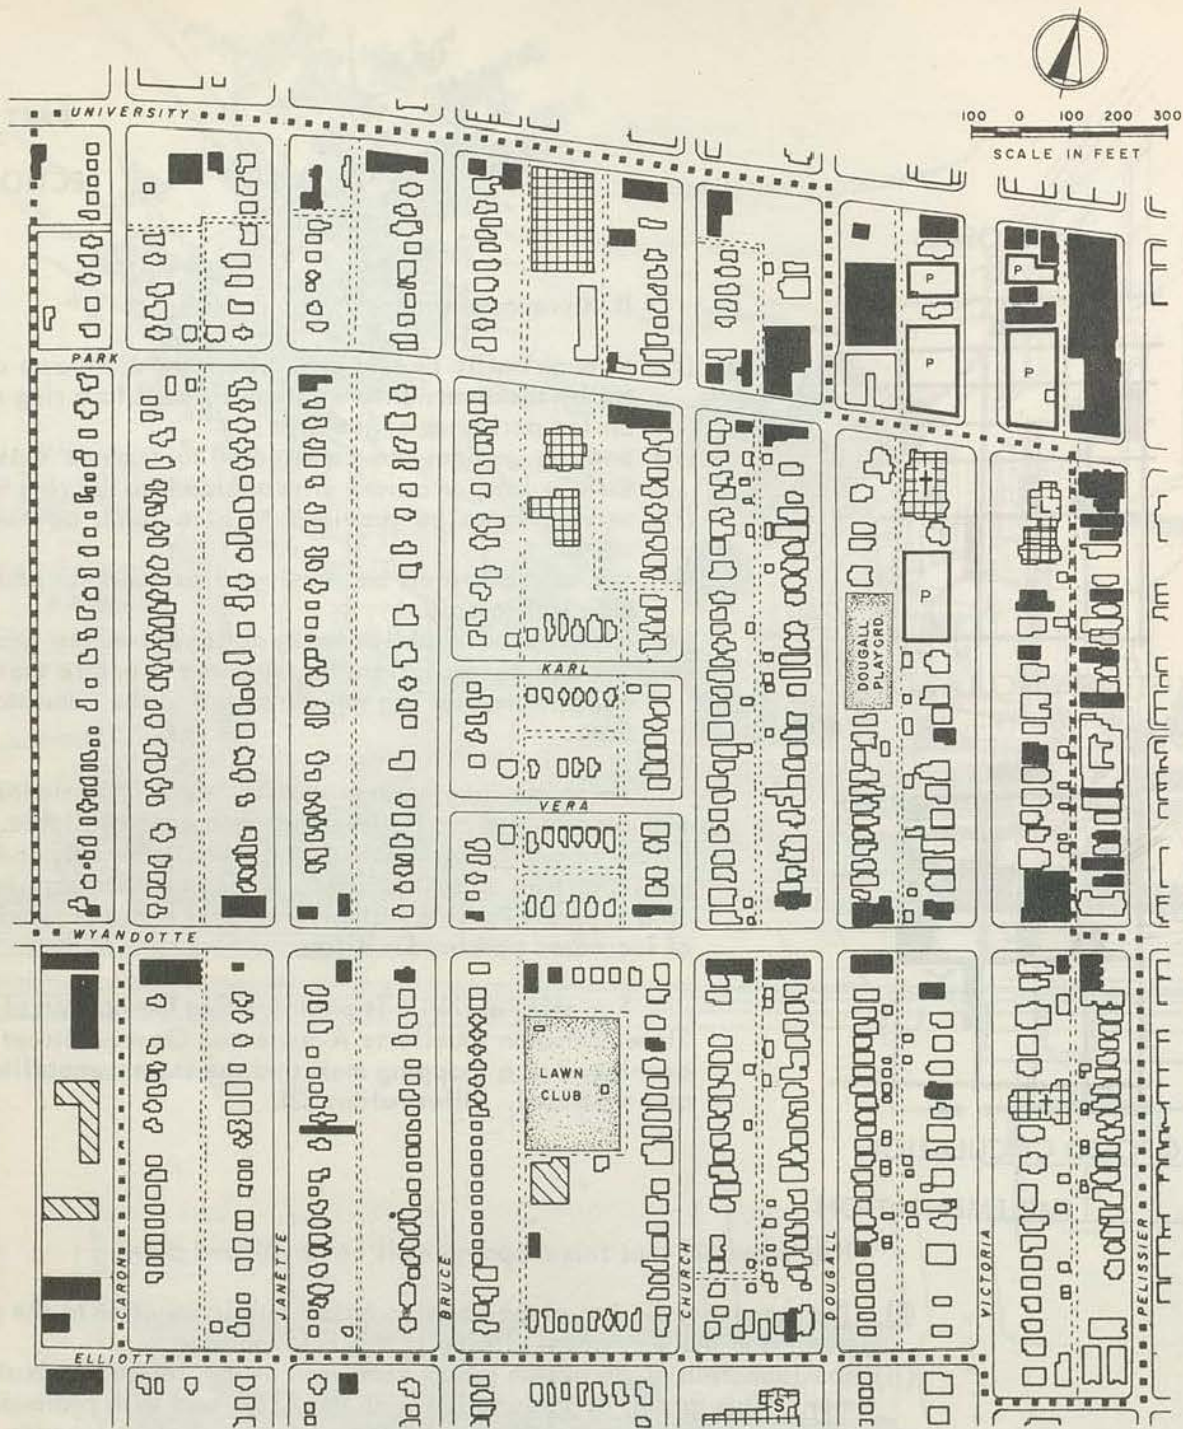 100 0 100 200 300
SCALE IN FEET
UNIVERSITY
P
P
P
P
PARK
P
DOUGALL
PLAYGRD.
KARL
VERA
WYANDOTTE
LAWN
CLUB
CARON
JANETTE
BRUCE
CHURCH
DOUGALL
VICTORIA
PELISSIER
ELLIOTT
S